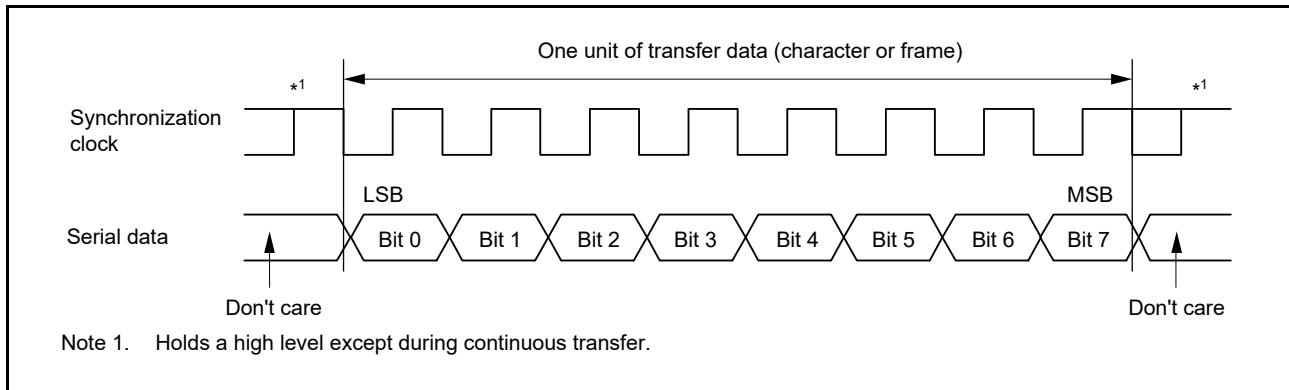 One unit of transfer data (character or frame)
*1 *1
Synchronization
clock
LSB MSB
Serial data Bit 0 Bit 1 Bit 2 Bit 3 Bit 4 Bit 5 Bit 6 Bit 7
Don't care Don't care
Note 1. Holds a high level except during continuous transfer.